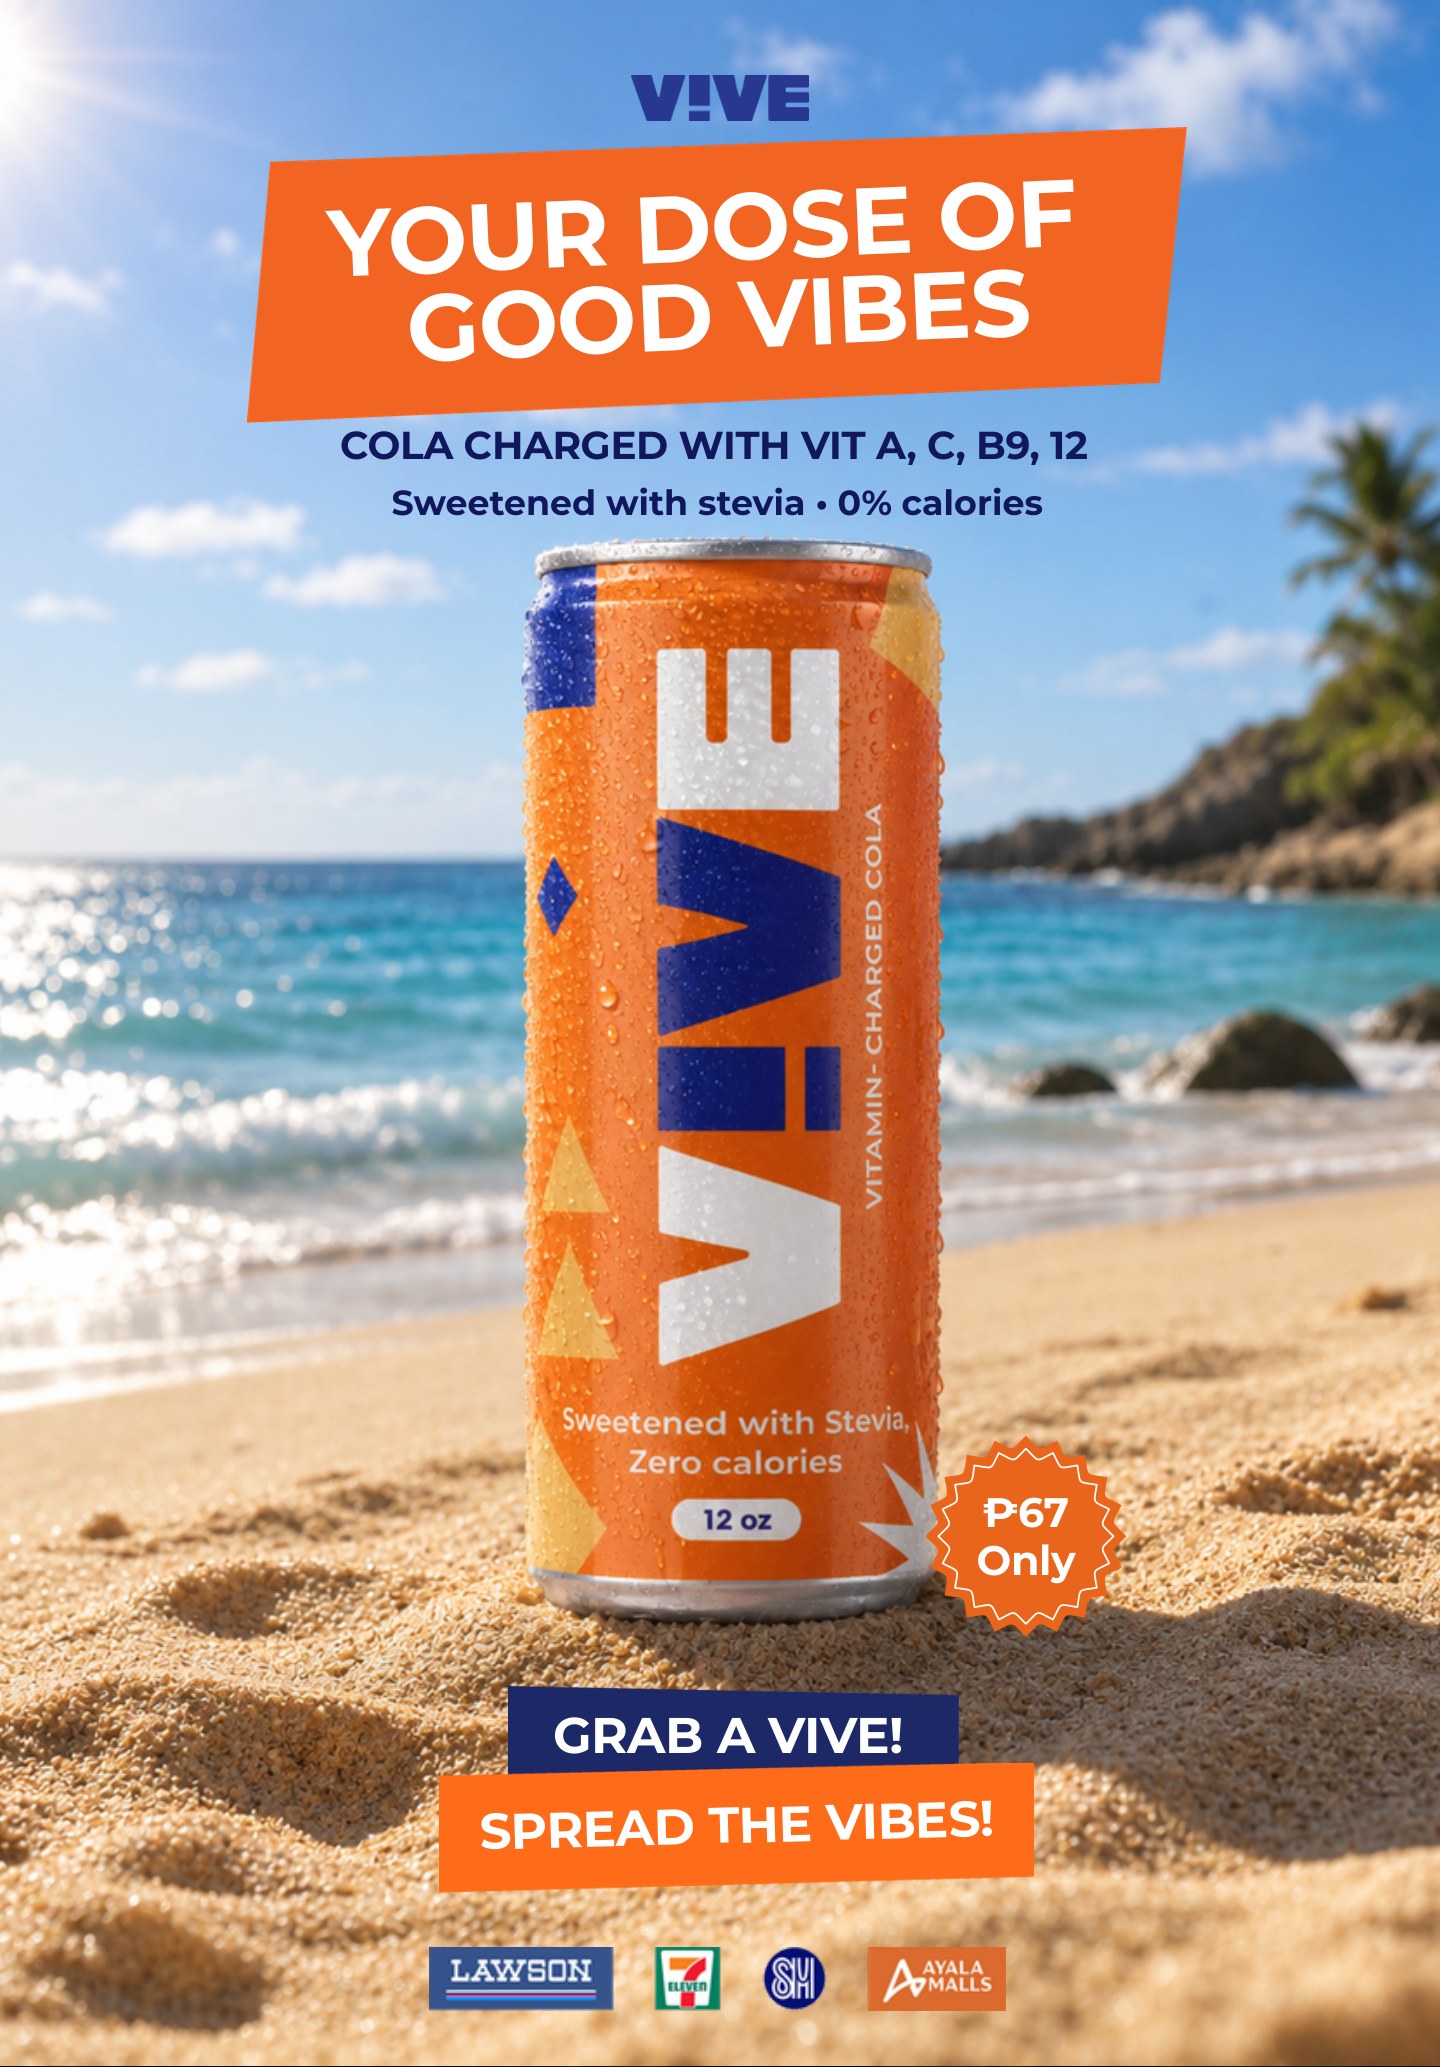 V!VE
YOUR DOSE OF
GOOD VIBES
COLA CHARGED WITH VIT A, C, B9, 12
Sweetened with stevia • 0% calories
ViVE
VITAMIN- CHARGED COLA
Sweetened with Stevia,
Zero calories
12 oz
₱67
Only
GRAB A VIVE!
SPREAD THE VIBES!
LAWSON
7 ELEVEN
SM
AYALA
MALLS